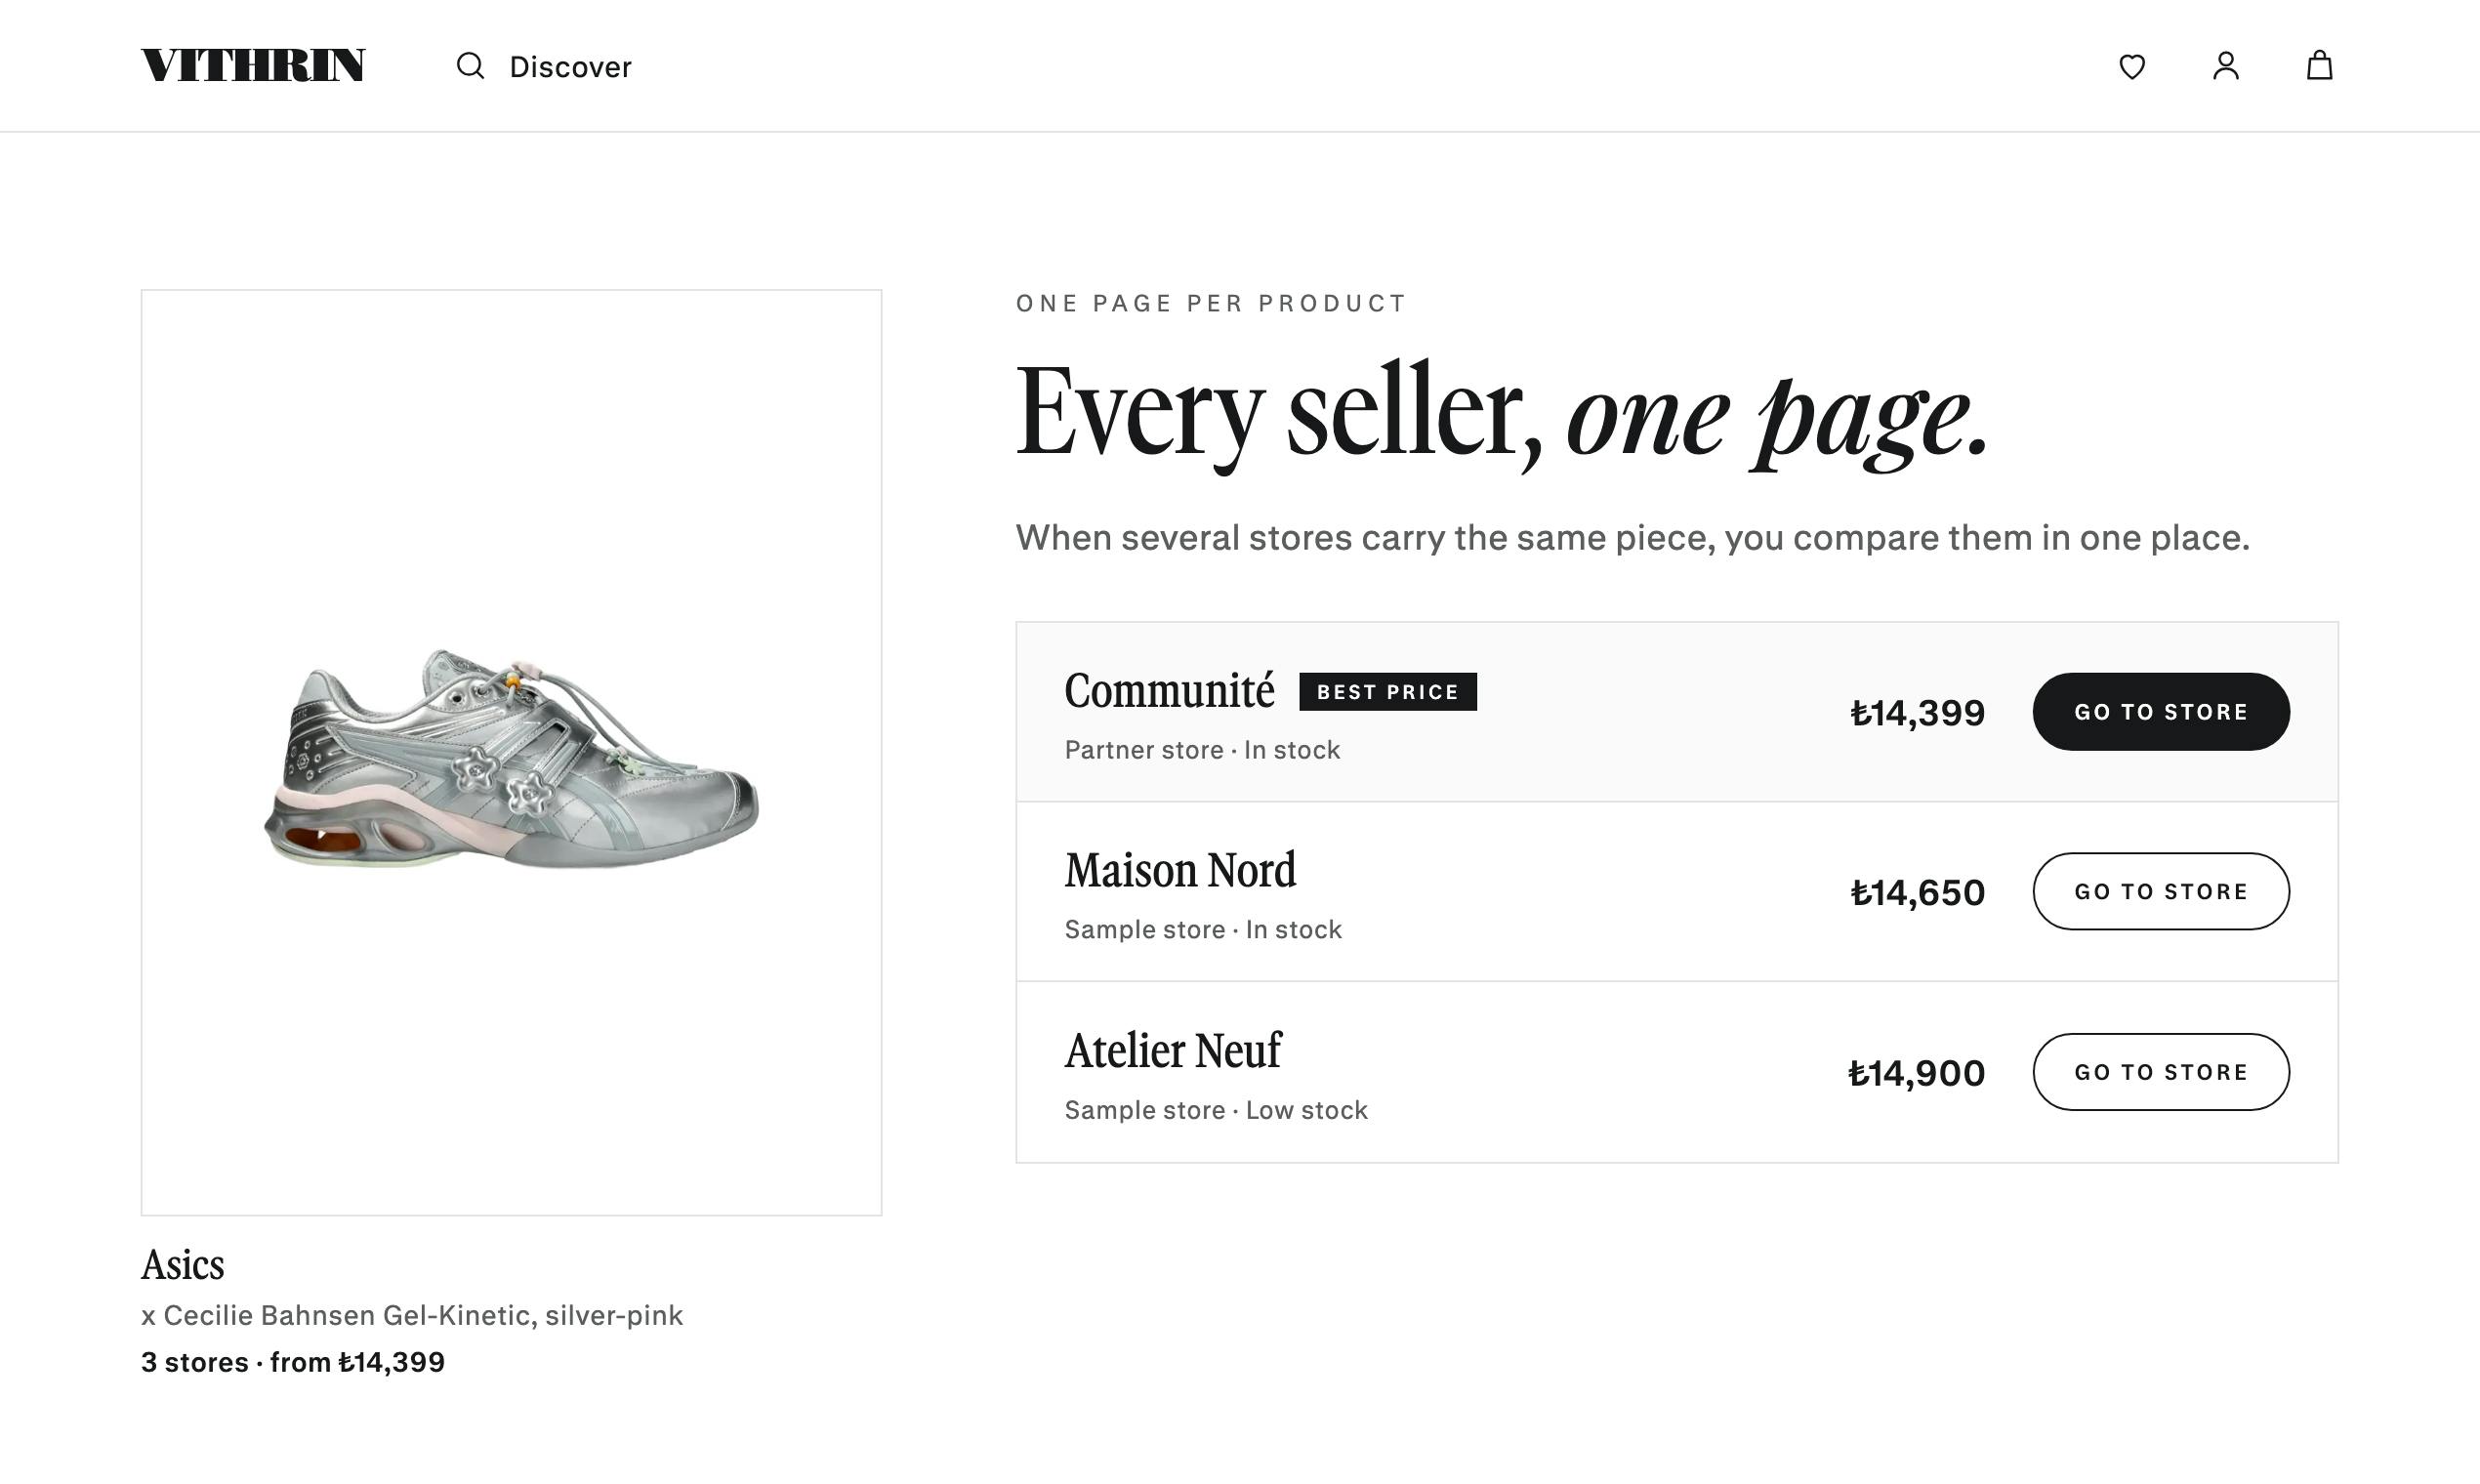 VITHRIN
Discover
ONE PAGE PER PRODUCT
Every seller, one page.
When several stores carry the same piece, you compare them in one place.
Communité BEST PRICE
Partner store · In stock
₺14,399
GO TO STORE
Maison Nord
Sample store · In stock
₺14,650
GO TO STORE
Atelier Neuf
Sample store · Low stock
₺14,900
GO TO STORE
Asics
x Cecilie Bahnsen Gel-Kinetic, silver-pink
3 stores · from ₺14,399